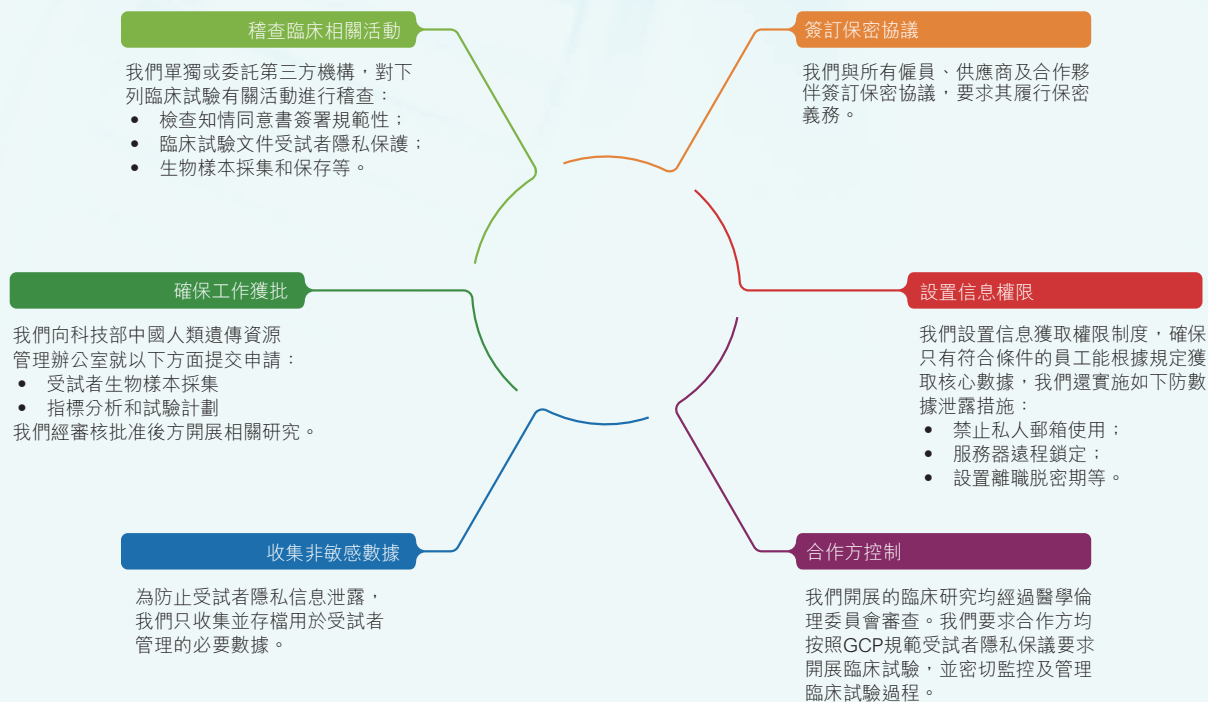 稽查臨床相關活動
我們單獨或委託第三方機構，對下
列臨床試驗有關活動進行稽查：
• 檢查知情同意書簽署規範性；
• 臨床試驗文件受試者隱私保護；
• 生物樣本採集和保存等。
簽訂保密協議
我們與所有僱員、供應商及合作夥
伴簽訂保密協議，要求其履行保密
義務。
確保工作獲批
我們向科技部中國人類遺傳資源
管理辦公室就以下方面提交申請：
• 受試者生物樣本採集
• 指標分析和試驗計劃
我們經審核批准後方開展相關研究。
設置信息權限
我們設置信息獲取權限制度，確保
只有符合條件的員工能根據規定獲
取核心數據，我們還實施如下防數
據泄露措施：
• 禁止私人郵箱使用；
• 服務器遠程鎖定；
• 設置離職脱密期等。
收集非敏感數據
為防止受試者隱私信息泄露，
我們只收集並存檔用於受試者
管理的必要數據。
合作方控制
我們開展的臨床研究均經過醫學倫
理委員會審查。我們要求合作方均
按照GCP規範受試者隱私保議要求
開展臨床試驗，並密切監控及管理
臨床試驗過程。